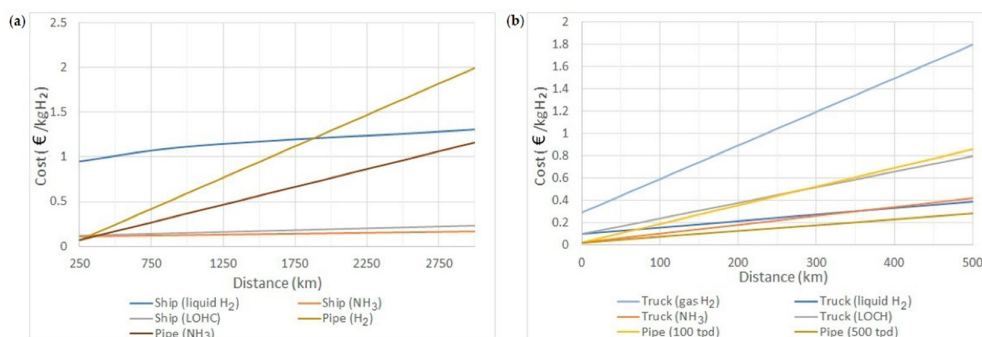 (a)
2.5
2
1.5
1
0.5
0
Cost (€/kgH₂)
250 750 1250 1750 2250 2750
Distance (km)
Ship (liquid H₂) Ship (NH₃)
Ship (LOHC) Pipe (H₂)
Pipe (NH₃)
(b)
2
1.8
1.6
1.4
1.2
1
0.8
0.6
0.4
0.2
0
Cost (€/kgH₂)
0 100 200 300 400 500
Distance (km)
Truck (gas H₂) Truck (liquid H₂)
Truck (NH₃) Truck (LOCH)
Pipe (100 tpd) Pipe (500 tpd)